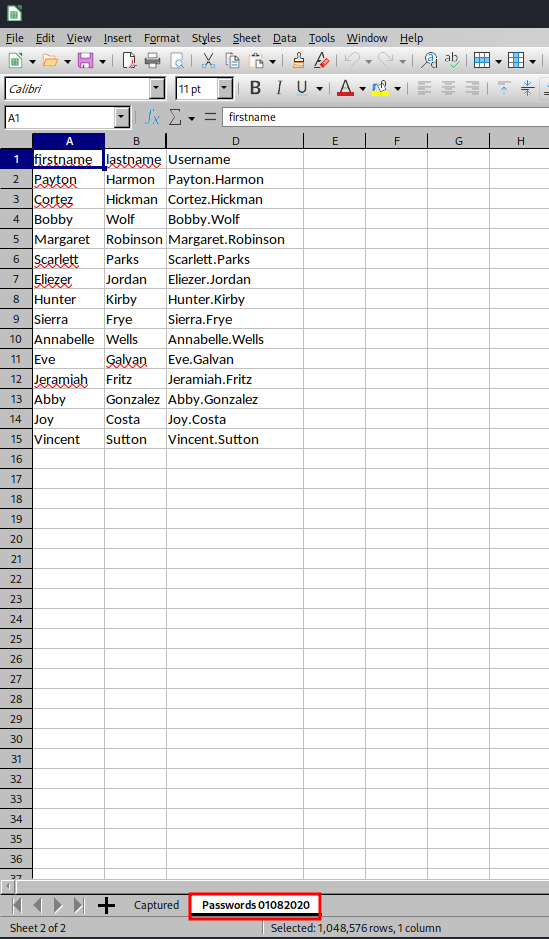 File Edit View Insert Format Styles Sheet Data Tools Window Help
Calibri 11 pt B I U A
A1 fx Σ = firstname
A B D E F G H
1 firstname lastname Username
2 Payton Harmon Payton.Harmon
3 Cortez Hickman Cortez.Hickman
4 Bobby Wolf Bobby.Wolf
5 Margaret Robinson Margaret.Robinson
6 Scarlett Parks Scarlett.Parks
7 Eliezer Jordan Eliezer.Jordan
8 Hunter Kirby Hunter.Kirby
9 Sierra Frye Sierra.Frye
10 Annabelle Wells Annabelle.Wells
11 Eve Galvan Eve.Galvan
12 Jeramiah Fritz Jeramiah.Fritz
13 Abby Gonzalez Abby.Gonzalez
14 Joy Costa Joy.Costa
15 Vincent Sutton Vincent.Sutton
16
17
18
19
20
21
22
23
24
25
26
27
28
29
30
31
32
33
34
35
36
37
Captured Passwords 01082020
Sheet 2 of 2 Selected: 1,048,576 rows, 1 column